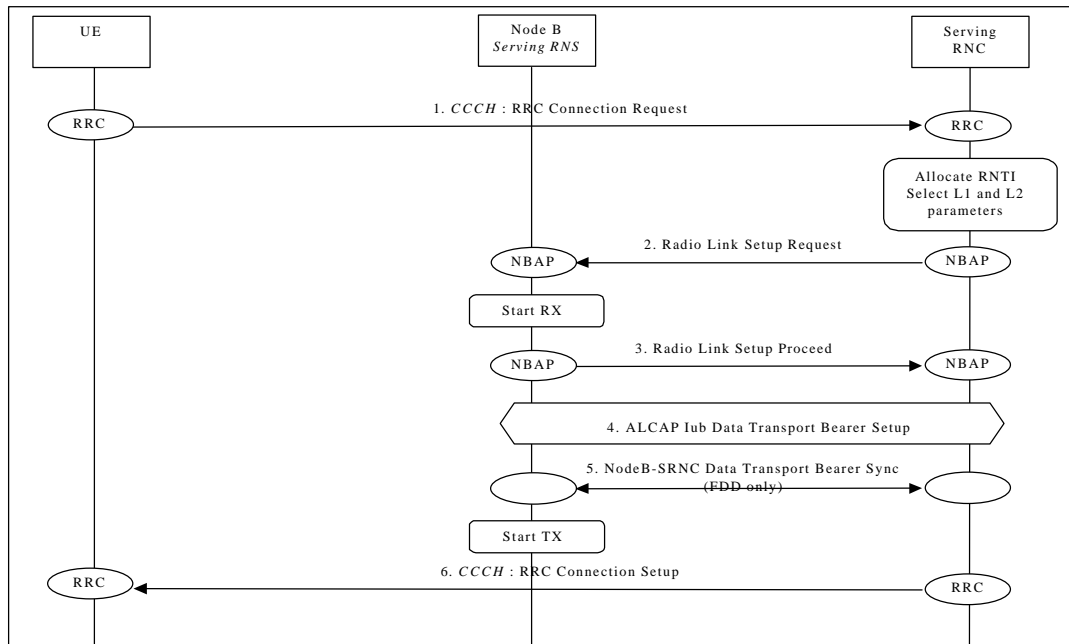 UE
Node B
Serving RNS
Serving
RNC
1. CCCH : RRC Connection Request
RRC
RRC
Allocate RNTI
Select L1 and L2
parameters
2. Radio Link Setup Request
NBAP
NBAP
Start RX
3. Radio Link Setup Proceed
NBAP
NBAP
4. ALCAP Iub Data Transport Bearer Setup
5. NodeB-SRNC Data Transport Bearer Sync
(FDD only)
Start TX
6. CCCH : RRC Connection Setup
RRC
RRC